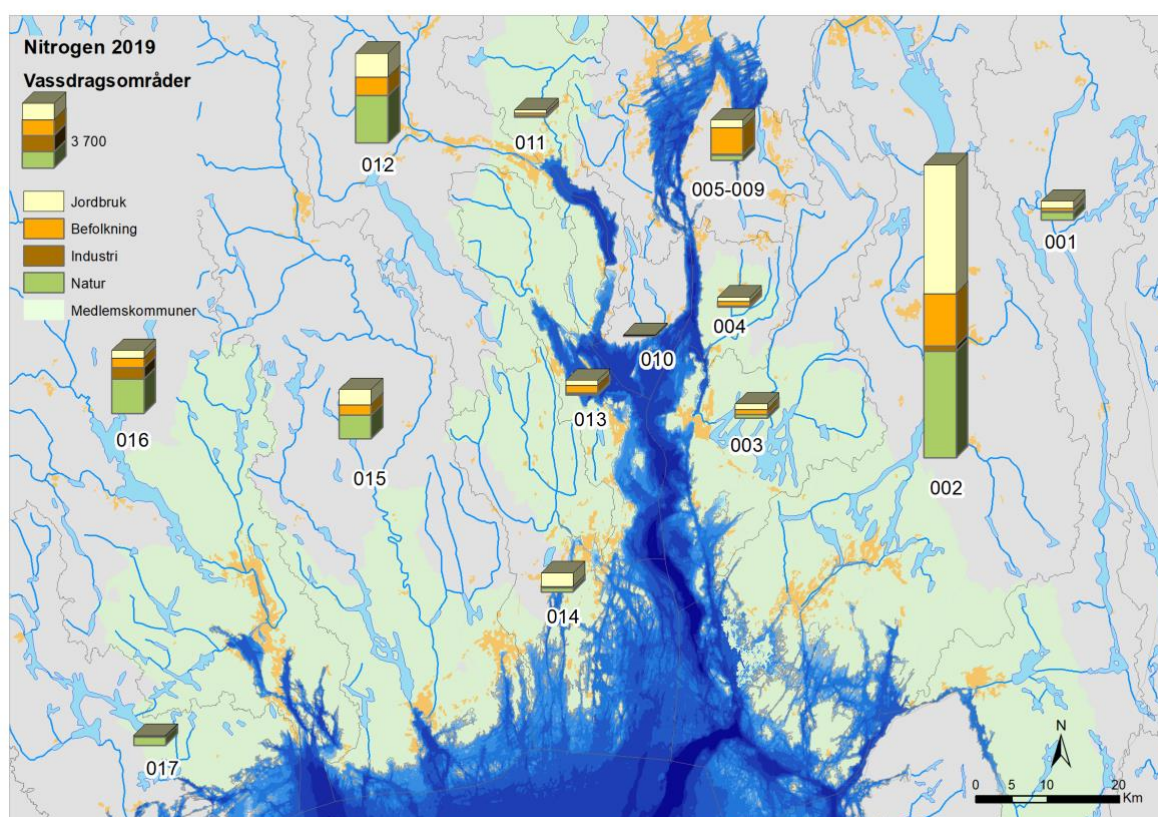 Nitrogen 2019
Vassdragsområder
3 700
Jordbruk
Befolkning
Industri
Natur
Medlemskommuner
012
011
005-009
001
004
010
016
013
003
015
002
014
017
N
0 5 10 20
Km